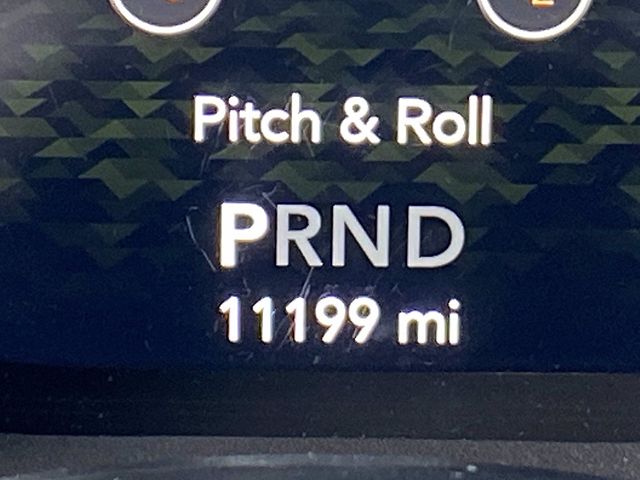 Pitch & Roll
PRND
11199 mi